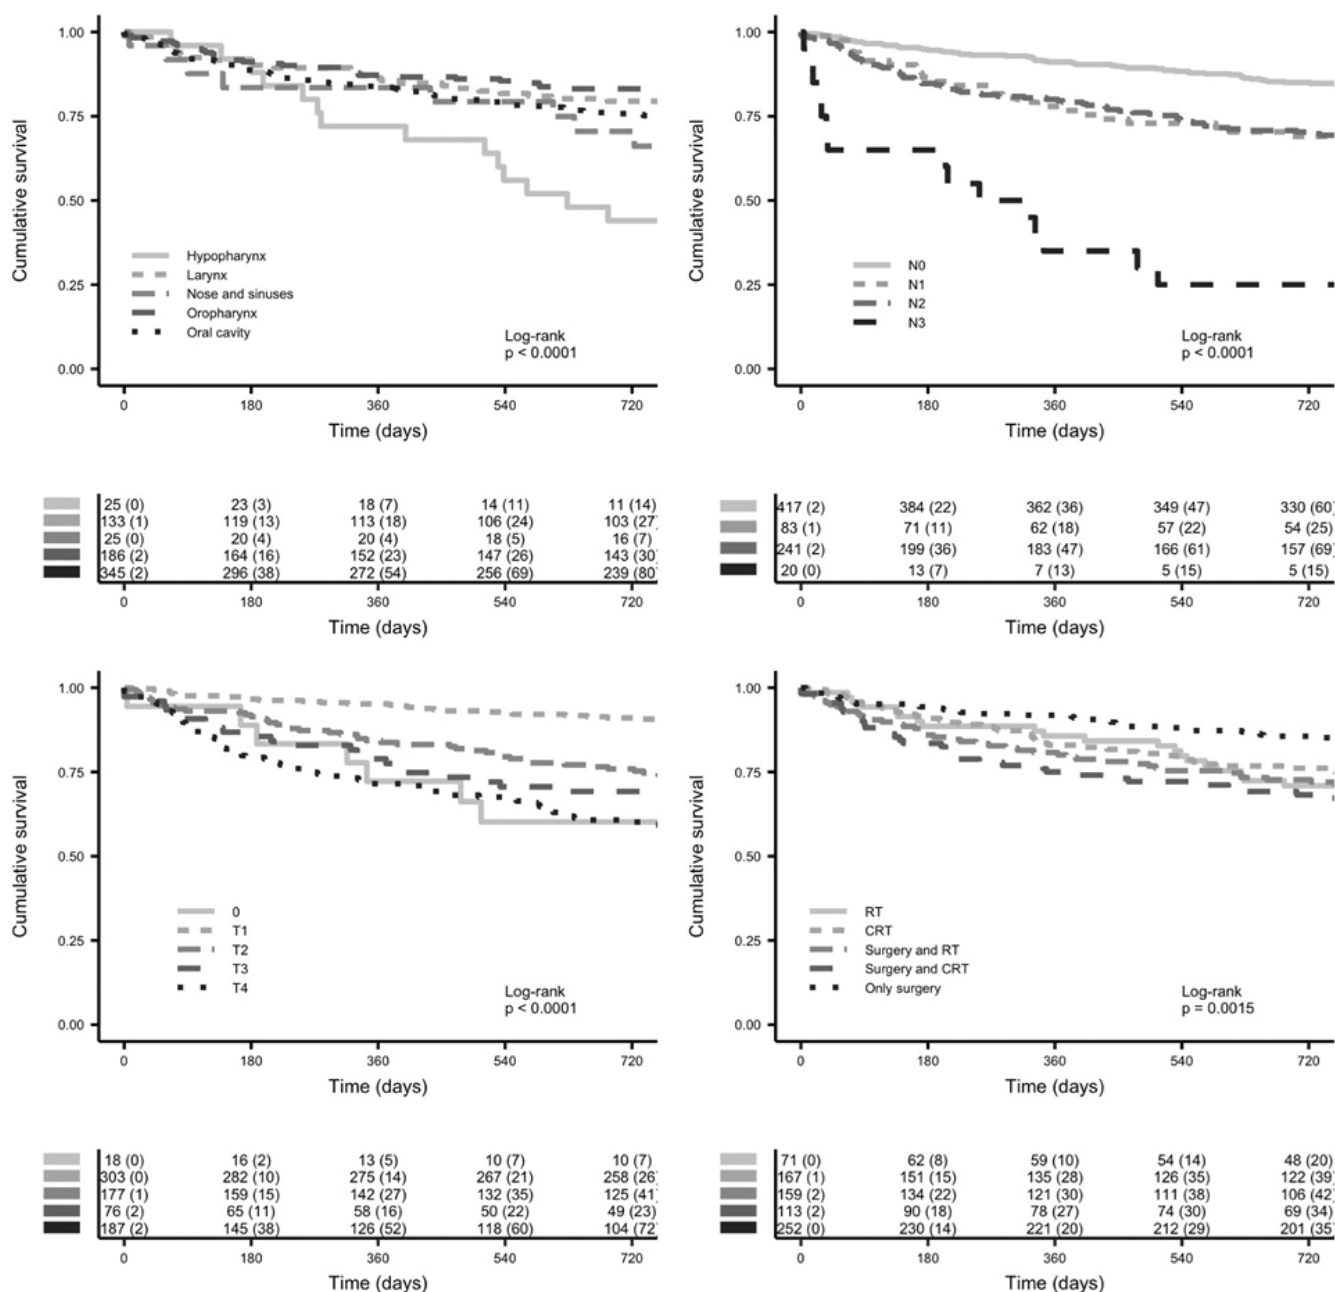 1.00
0.75
0.50
0.25
0.00
Cumulative survival
Hypopharynx
Larynx
Nose and sinuses
Oropharynx
Oral cavity
Log-rank
p < 0.0001
0 180 360 540 720
Time (days)
25 (0) 23 (3) 18 (7) 14 (11) 11 (14)
133 (1) 119 (13) 113 (18) 106 (24) 103 (27)
25 (0) 20 (4) 20 (4) 18 (5) 16 (7)
186 (2) 164 (16) 152 (23) 147 (26) 143 (30)
345 (2) 296 (38) 272 (54) 256 (69) 239 (80)
0 180 360 540 720
Time (days)
1.00
0.75
0.50
0.25
0.00
Cumulative survival
N0
N1
N2
N3
Log-rank
p < 0.0001
0 180 360 540 720
Time (days)
417 (2) 384 (22) 362 (36) 349 (47) 330 (60)
83 (1) 71 (11) 62 (18) 57 (22) 54 (25)
241 (2) 199 (36) 183 (47) 166 (61) 157 (69)
20 (0) 13 (7) 7 (13) 5 (15) 5 (15)
0 180 360 540 720
Time (days)
1.00
0.75
0.50
0.25
0.00
Cumulative survival
0
T1
T2
T3
T4
Log-rank
p < 0.0001
0 180 360 540 720
Time (days)
18 (0) 16 (2) 13 (5) 10 (7) 10 (7)
303 (0) 282 (10) 275 (14) 267 (21) 258 (26)
177 (1) 159 (15) 142 (27) 132 (35) 125 (41)
76 (2) 65 (11) 58 (16) 50 (22) 49 (23)
187 (2) 145 (38) 126 (52) 118 (60) 104 (72)
0 180 360 540 720
Time (days)
1.00
0.75
0.50
0.25
0.00
Cumulative survival
RT
CRT
Surgery and RT
Surgery and CRT
Only surgery
Log-rank
p = 0.0015
0 180 360 540 720
Time (days)
71 (0) 62 (8) 59 (10) 54 (14) 48 (20)
167 (1) 151 (15) 135 (28) 126 (35) 122 (39)
159 (2) 134 (22) 121 (30) 111 (38) 106 (42)
113 (2) 90 (18) 78 (27) 74 (30) 69 (34)
252 (0) 230 (14) 221 (20) 212 (29) 201 (35)
0 180 360 540 720
Time (days)